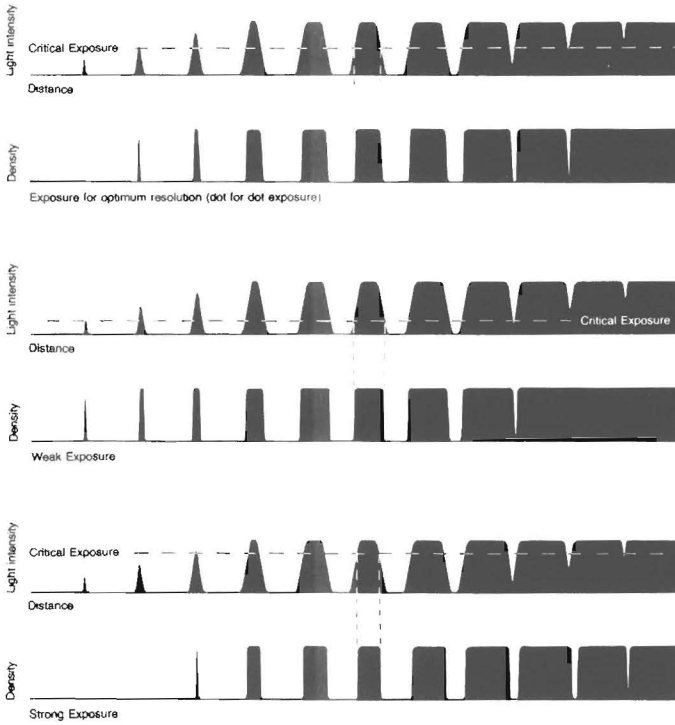 Light intensity
Critical Exposure
Distance
Density
Exposure for optimum resolution (dot for dot exposure)
Light intensity
Critical Exposure
Distance
Density
Weak Exposure
Light intensity
Critical Exposure
Distance
Density
Strong Exposure